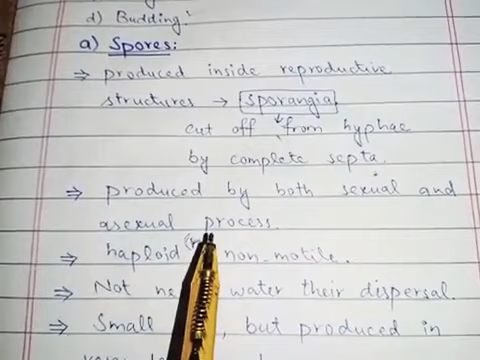 d) Budding:
a) Spores:
⇒ produced inside reproductive
structures → sporangia
cut off from hyphae
by complete septa.
⇒ produced by both sexual and
asexual process.
⇒ haploid non-motile.
⇒ Not water their dispersal.
⇒ Small , but produced in